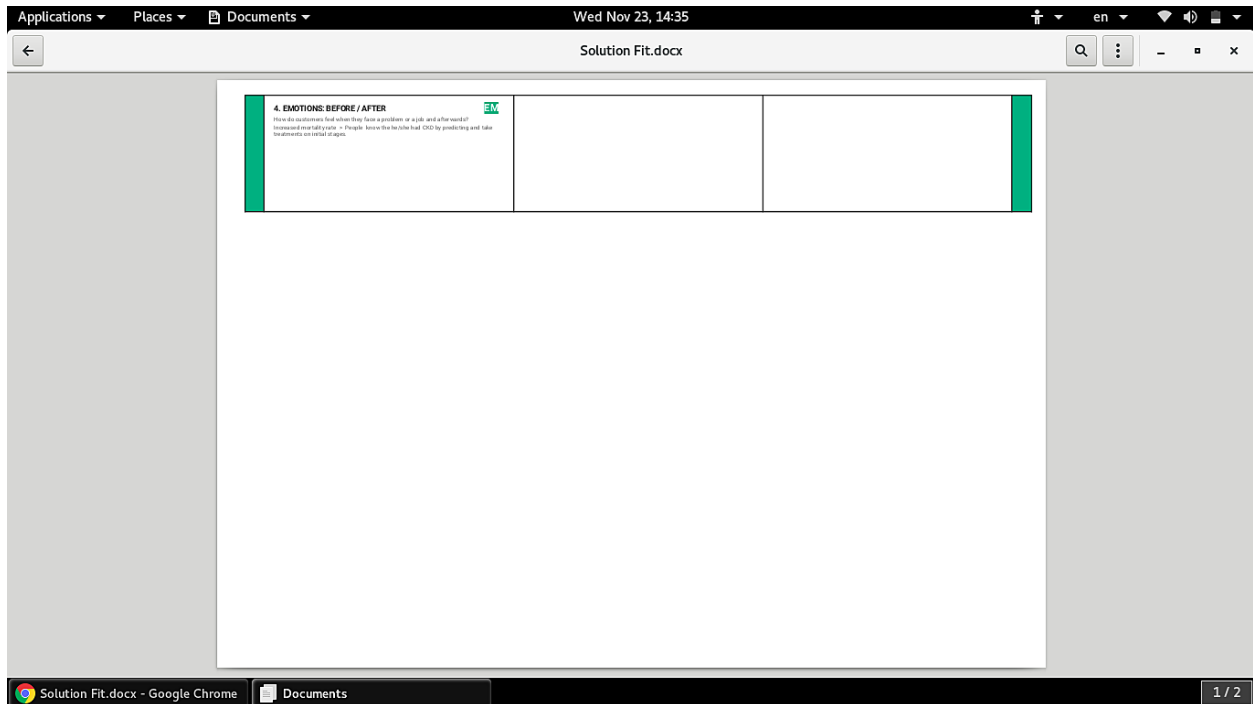 Applications Places Documents Wed Nov 23, 14:35 en
Solution Fit.docx
4. EMOTIONS: BEFORE / AFTER EM
How do customers feel when they face a problem or a job and afterwards?
Increased mortality rate > People know the he/she had CKD by predicting and take
treatments on initial stages.
Solution Fit.docx - Google Chrome Documents 1 / 2